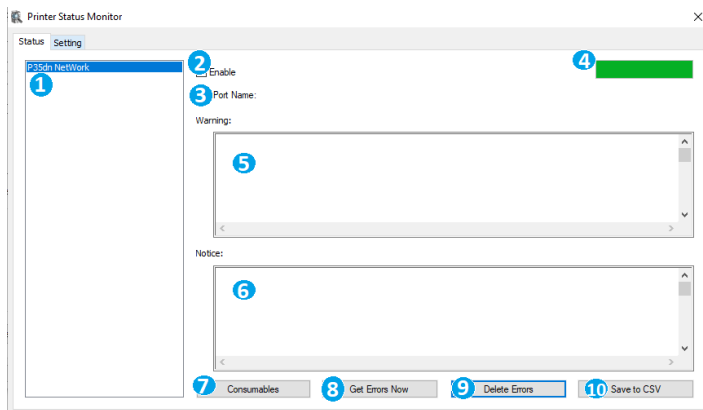 Printer Status Monitor
Status Setting
P35dn NetWork
1
2 Enable
3 Port Name:
4
Warning:
5
Notice:
6
7 Consumables
8 Get Errors Now
9 Delete Errors
10 Save to CSV